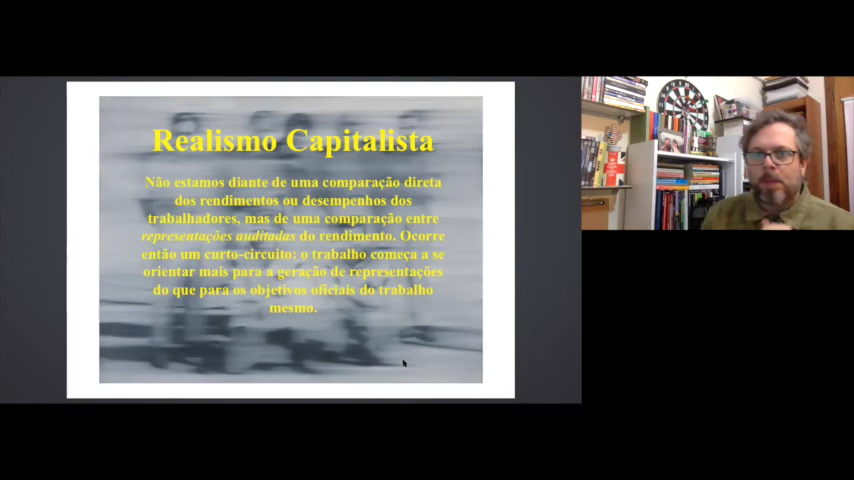 Realismo Capitalista
Não estamos diante de uma comparação direta
dos rendimentos ou desempenhos dos
trabalhadores, mas de uma comparação entre
representações auditadas do rendimento. Ocorre
então um curto-circuito: o trabalho começa a se
orientar mais para a geração de representações
do que para os objetivos oficiais do trabalho
mesmo.